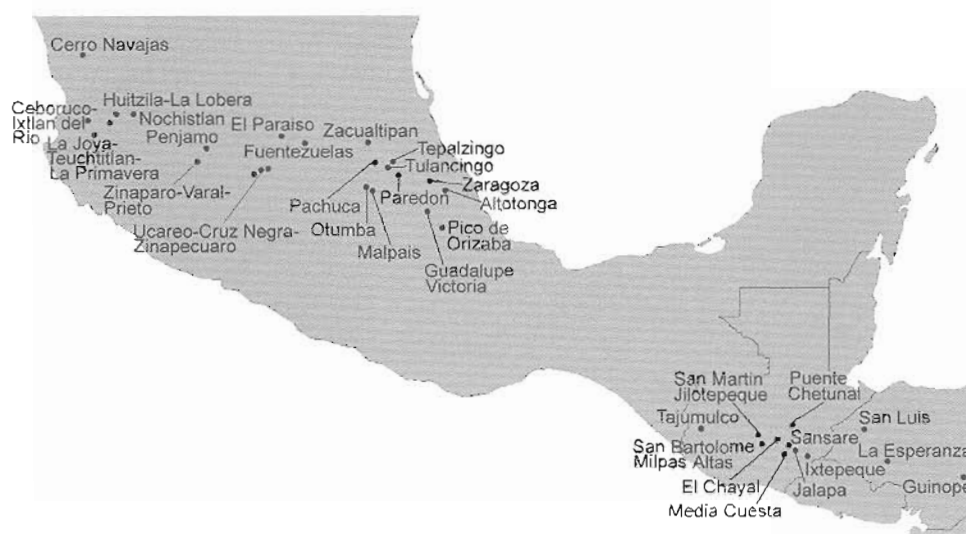 Cerro Navajas
Huitzila-La Lobera
Ceboruco-
Ixtlan del
Rio
Nochistlan
Penjamo
La Joya-
Teuchtitlan-
La Primavera
El Paraiso
Fuentezuelas
Zacualtipan
Tepalzingo
Tulancingo
Zaragoza
Altotonga
Zinaparo-Varal-
Prieto
Ucareo-Cruz Negra-
Zinapecuaro
Pachuca
Paredon
Otumba
Malpais
Pico de
Orizaba
Guadalupe
Victoria
San Martin
Jilotepeque
Puente
Chetunal
Tajumulco
San Luis
San Bartolome
Milpas Altas
Sansare
La Esperanza
Ixtepeque
El Chayal
Jalapa
Guinope
Media Cuesta